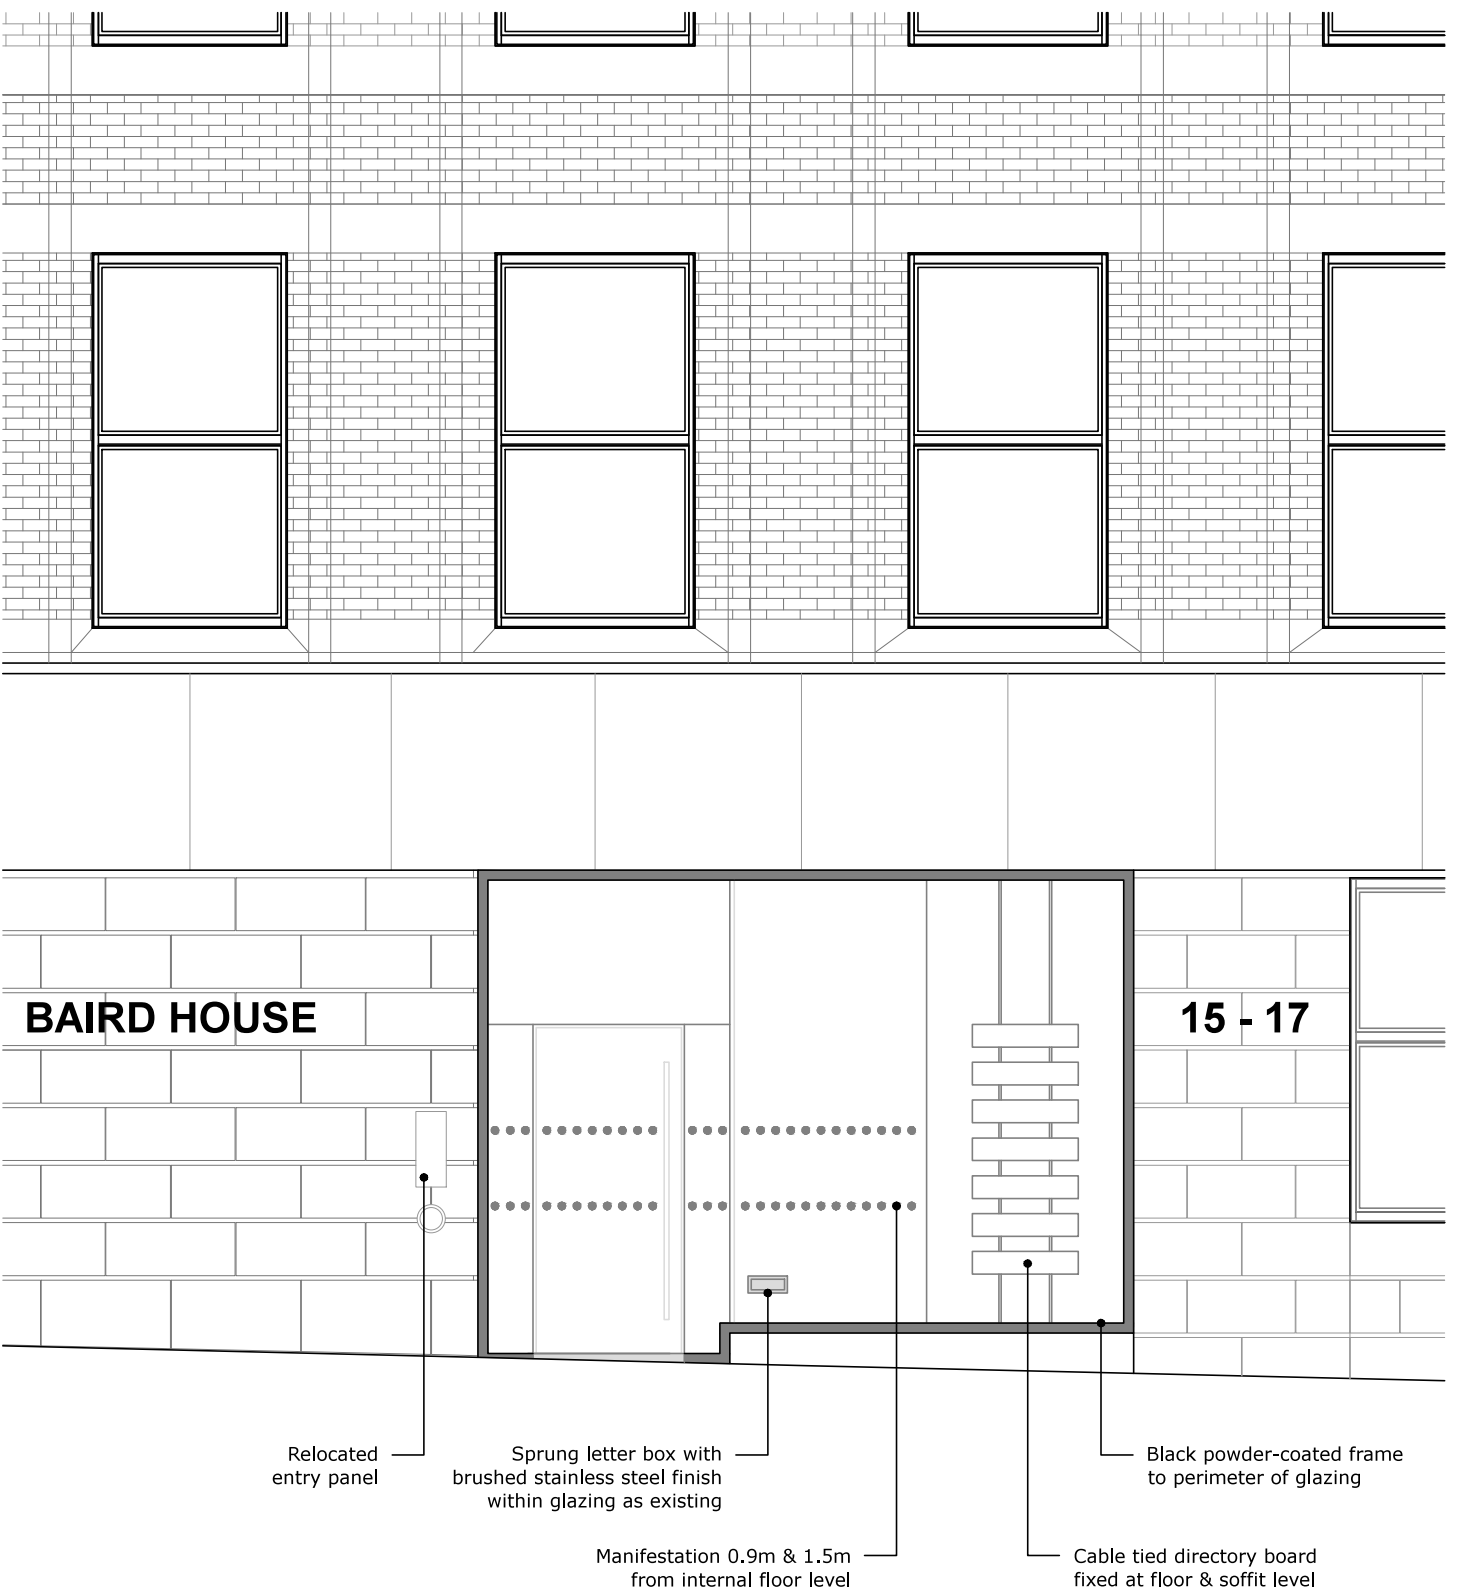 BAIRD HOUSE
15 - 17
Relocated
entry panel
Sprung letter box with
brushed stainless steel finish
within glazing as existing
Black powder-coated frame
to perimeter of glazing
Manifestation 0.9m & 1.5m
from internal floor level
Cable tied directory board
fixed at floor & soffit level